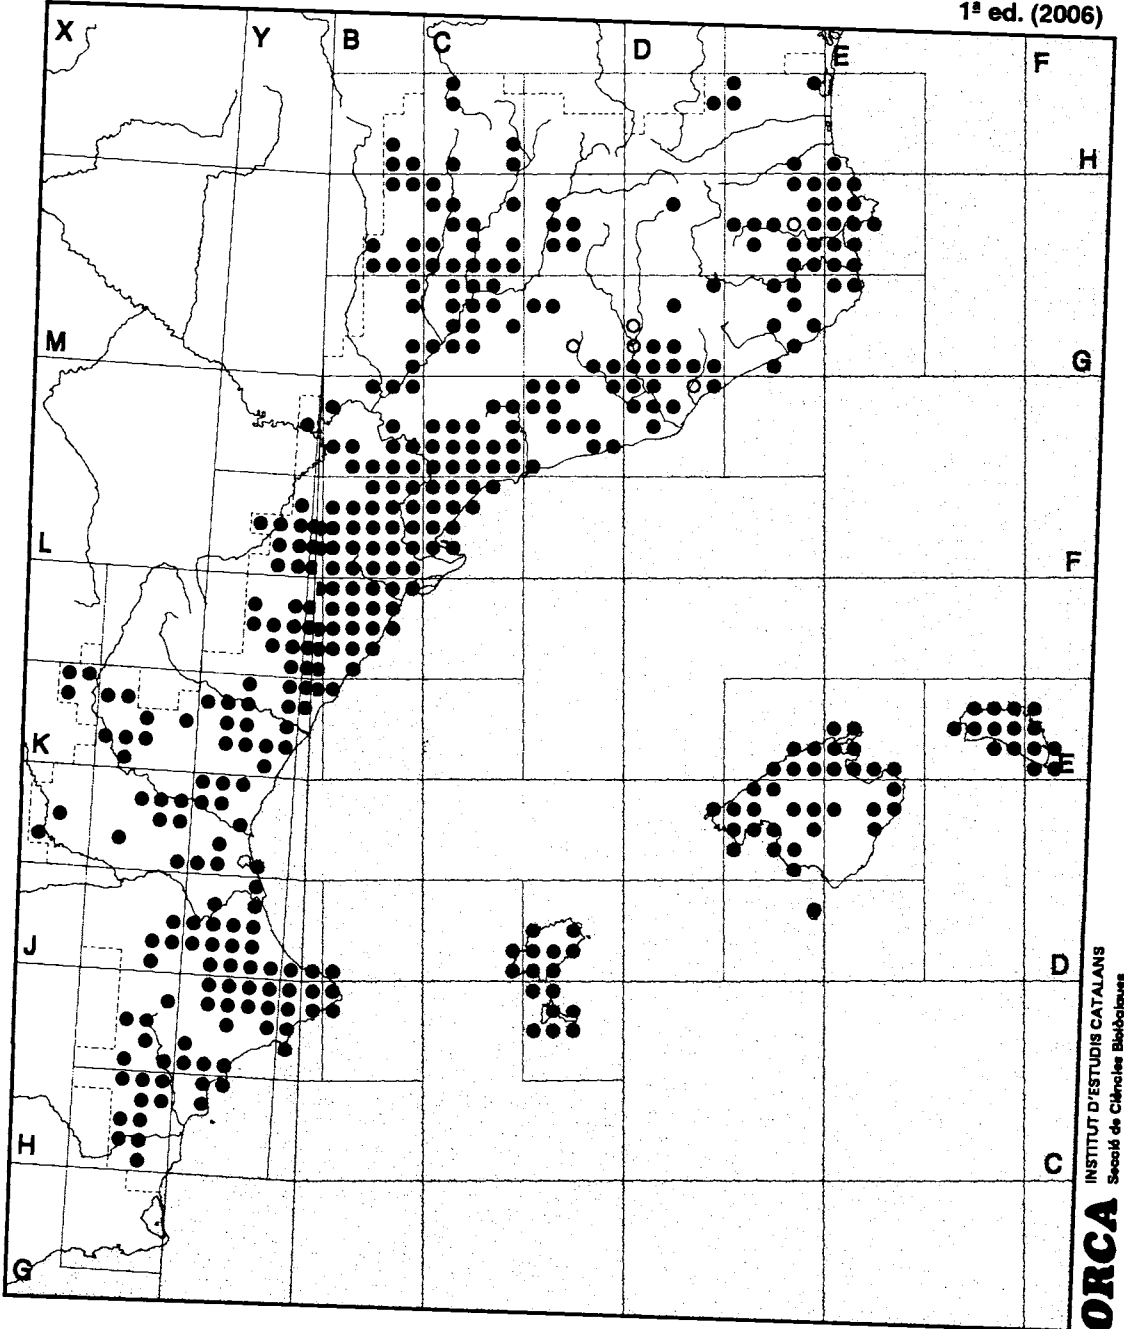 1ª ed. (2006)
X Y B C D E F
H
M G
L F
K E
J D
H C
G
ORCA
INSTITUT D'ESTUDIS CATALANS
Secció de Ciències Biològiques